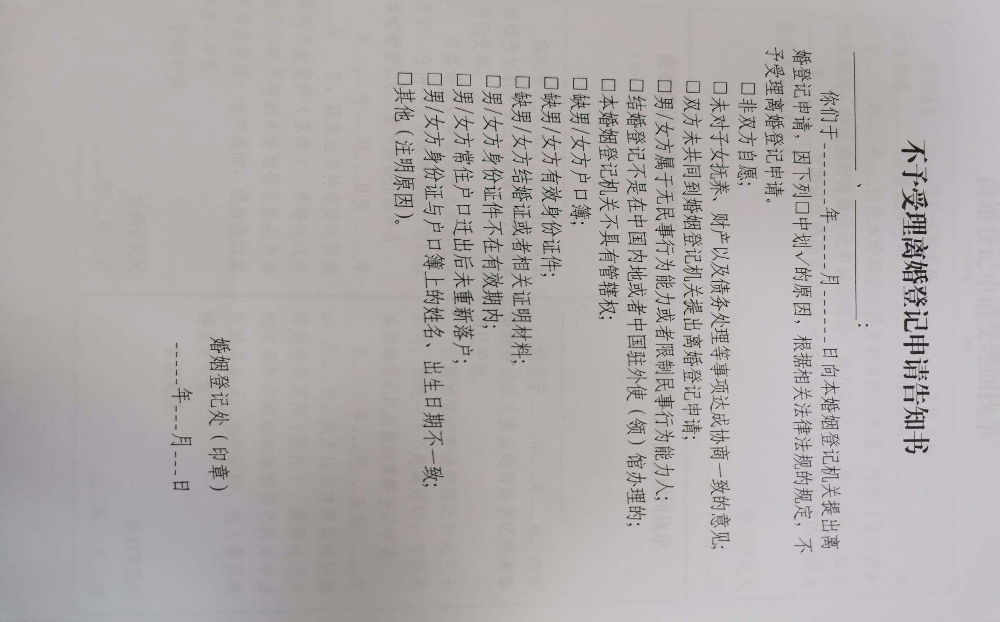 不予受理离婚登记申请告知书
________、________：
你们于--------年------月------日向本婚姻登记机关提出离
婚登记申请，因下列□中划√的原因，根据相关法律法规的规定，不
予受理离婚登记申请。
□非双方自愿；
□未对子女抚养、财产以及债务处理等事项达成协商一致的意见；
□双方未共同到婚姻登记机关提出离婚登记申请；
□男/女方属于无民事行为能力或者限制民事行为能力人；
□结婚登记不是在中国内地或者中国驻外使（领）馆办理的；
□本婚姻登记机关不具有管辖权；
□缺男/女方户口簿；
□缺男/女方有效身份证件；
□缺男/女方结婚证或者相关证明材料；
□男/女方身份证件不在有效期内；
□男/女方常住户口迁出后未重新落户；
□男/女方身份证与户口簿上的姓名、出生日期不一致；
□其他（注明原因）。
婚姻登记处（印章）
------年---月---日